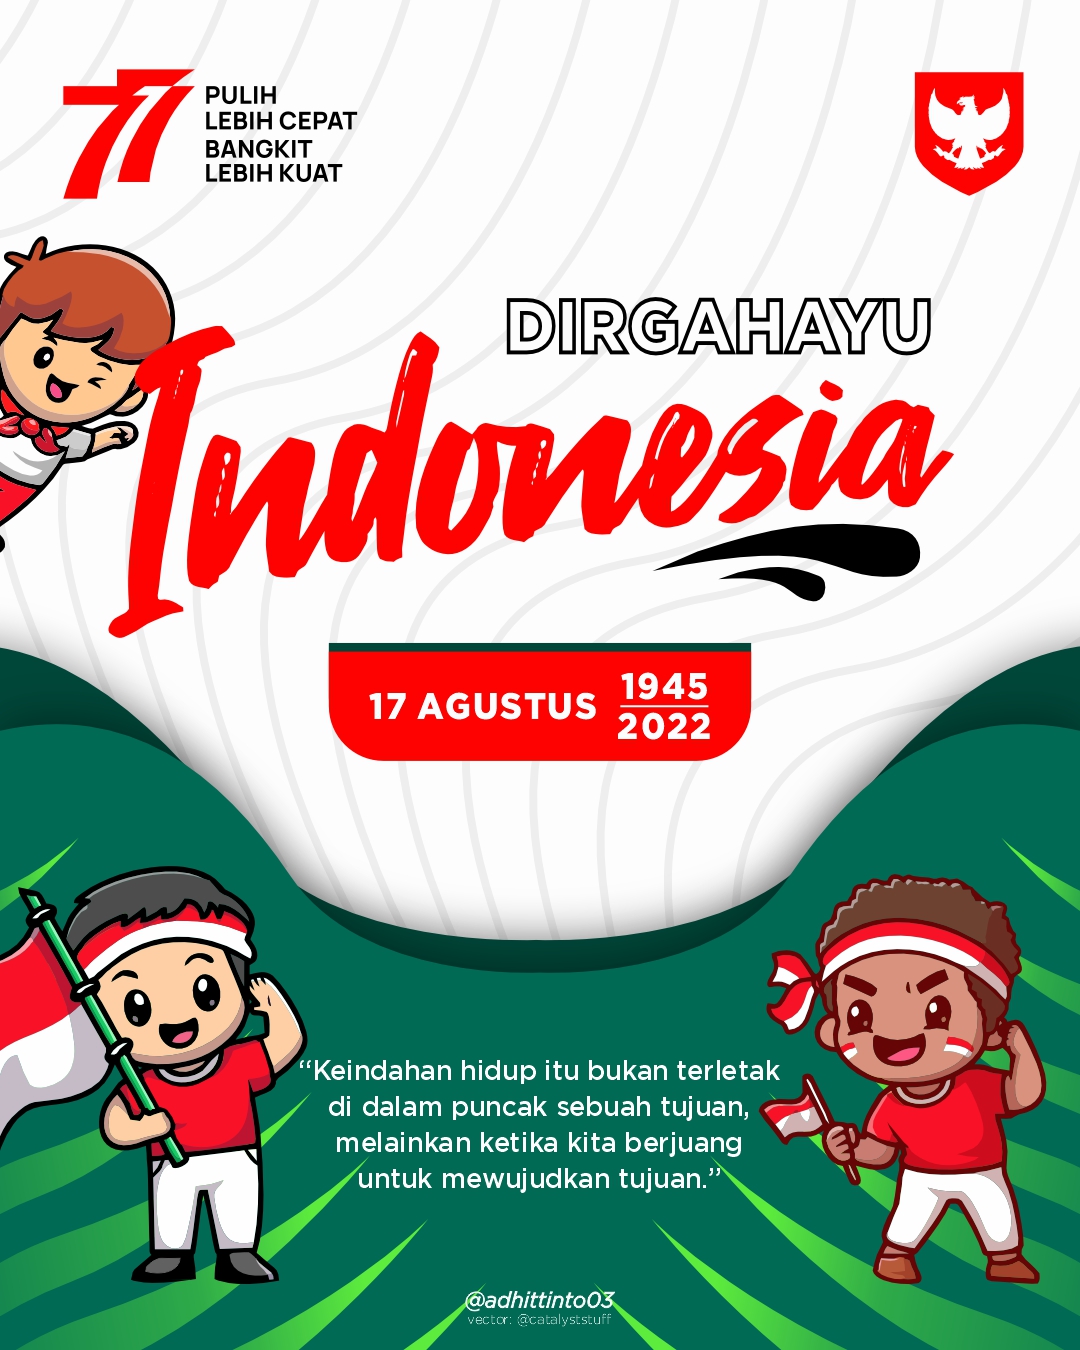 77
PULIH
LEBIH CEPAT
BANGKIT
LEBIH KUAT
DIRGAHAYU
Indonesia
17 AGUSTUS
1945
2022
“Keindahan hidup itu bukan terletak
di dalam puncak sebuah tujuan,
melainkan ketika kita berjuang
untuk mewujudkan tujuan.”
@adhittinto03
vector: @catalyststuff